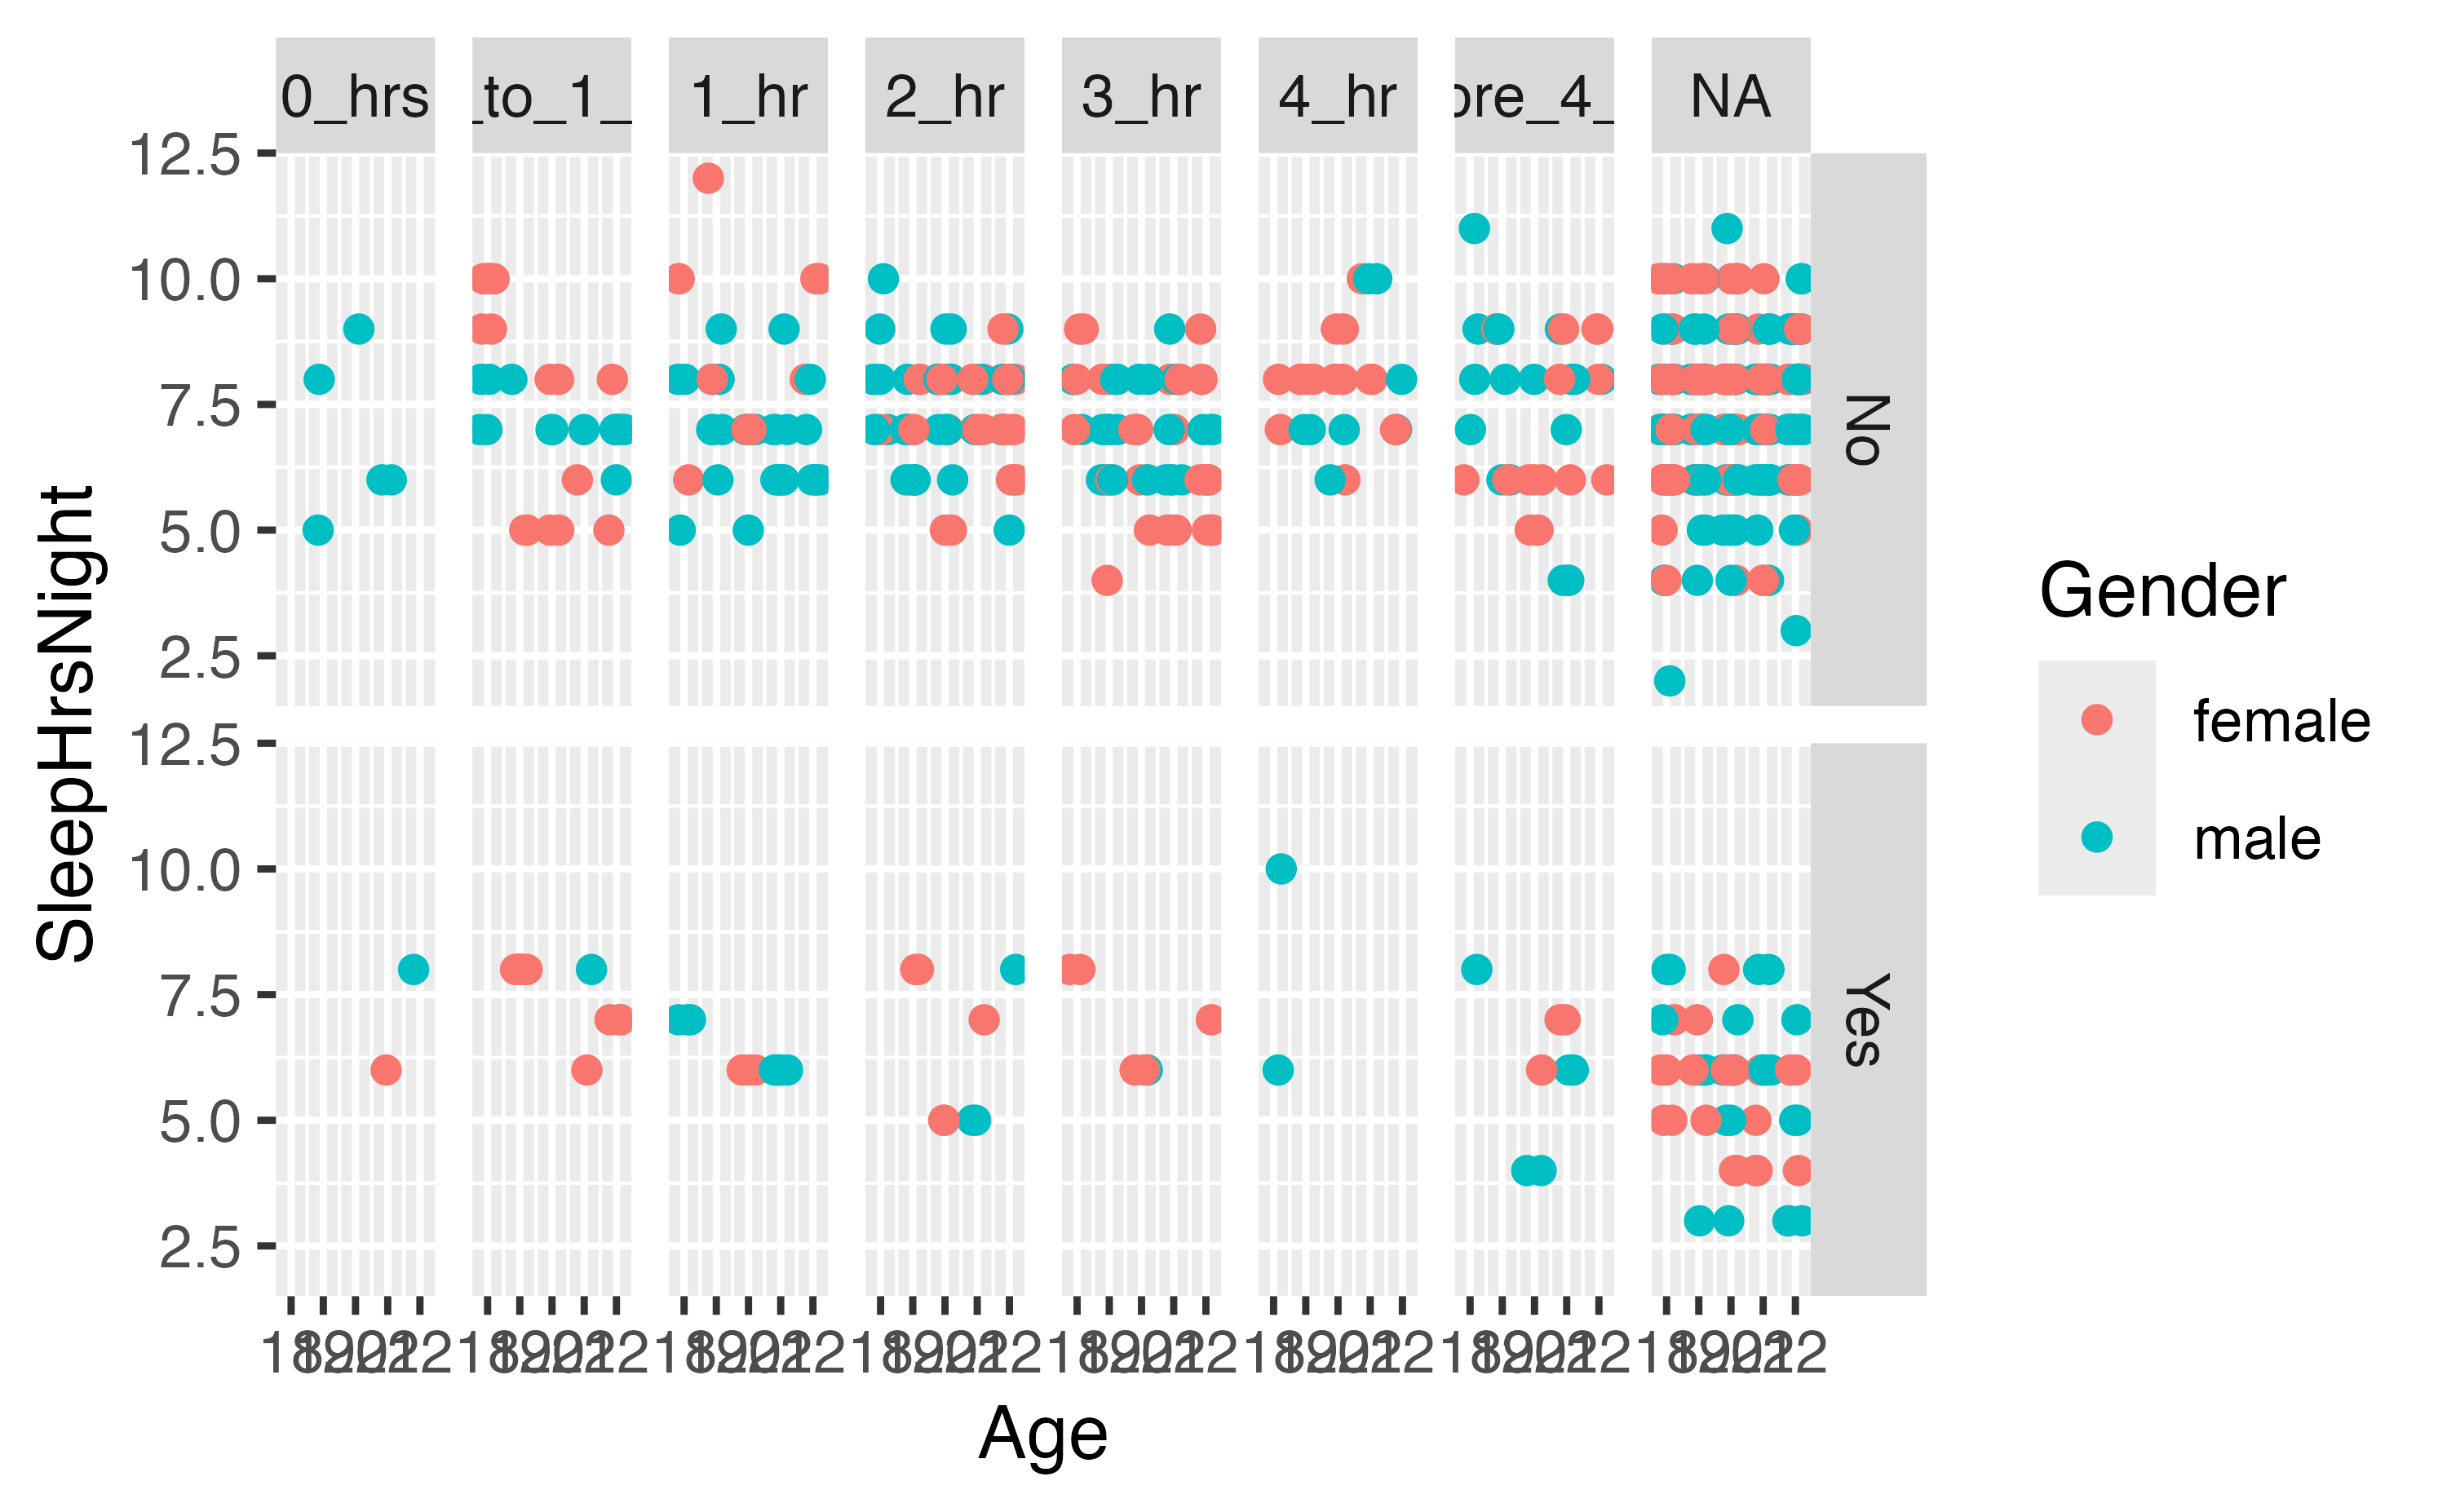 0_hrs _to_1_ 1_hr 2_hr 3_hr 4_hr ore_4_ NA
12.5
10.0
7.5
5.0
2.5
No
12.5
10.0
7.5
5.0
2.5
Yes
SleepHrsNight
Age
Gender
female
male